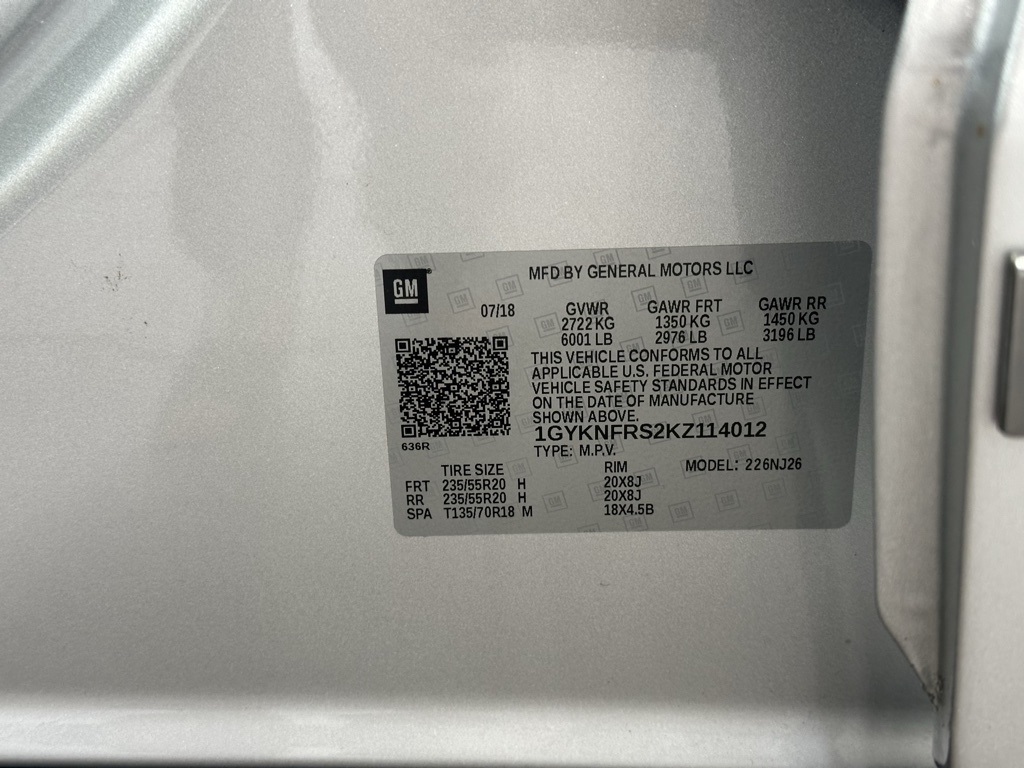 GM
MFD BY GENERAL MOTORS LLC
07/18 GVWR GAWR FRT GAWR RR
2722 KG 1350 KG 1450 KG
6001 LB 2976 LB 3196 LB
THIS VEHICLE CONFORMS TO ALL
APPLICABLE U.S. FEDERAL MOTOR
VEHICLE SAFETY STANDARDS IN EFFECT
ON THE DATE OF MANUFACTURE
SHOWN ABOVE.
1GYKNFRS2KZ114012
636R
TYPE: M.P.V.
TIRE SIZE RIM MODEL: 226NJ26
FRT 235/55R20 H 20X8J
RR 235/55R20 H 20X8J
SPA T135/70R18 M 18X4.5B